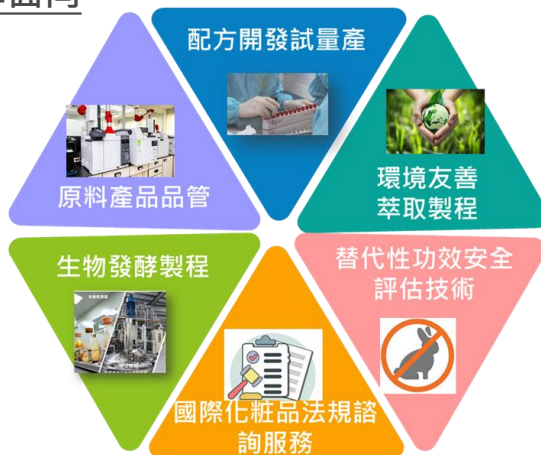 配方開發試量產
原料產品品管
環境友善
萃取製程
生物發酵製程
替代性功效安全
評估技術
國際化粧品法規諮
詢服務